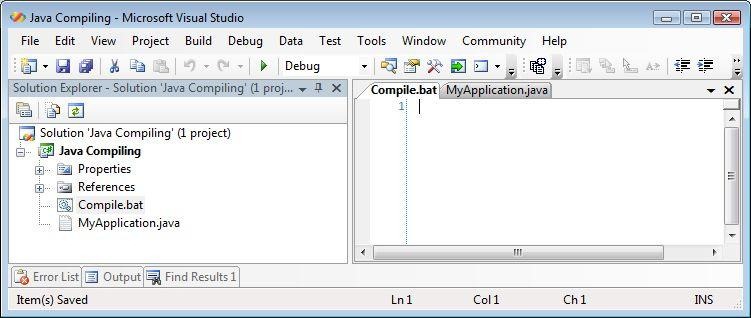 Java Compiling - Microsoft Visual Studio
File Edit View Project Build Debug Data Test Tools Window Community Help
Debug
Solution Explorer - Solution 'Java Compiling' (1 proj...
Compile.bat MyApplication.java
1
Solution 'Java Compiling' (1 project)
Java Compiling
Properties
References
Compile.bat
MyApplication.java
Error List Output Find Results 1
Item(s) Saved Ln 1 Col 1 Ch 1 INS